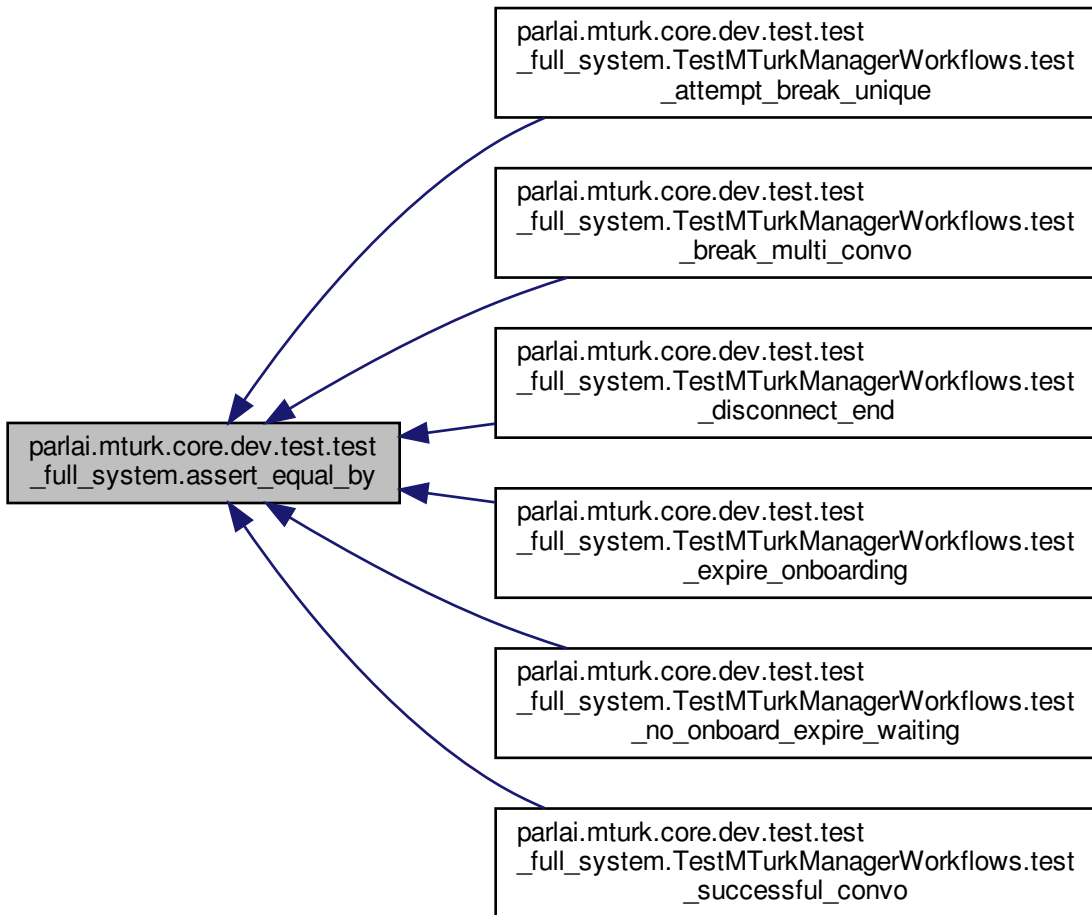 parlai.mturk.core.dev.test.test
_full_system.TestMTurkManagerWorkflows.test
_attempt_break_unique
parlai.mturk.core.dev.test.test
_full_system.TestMTurkManagerWorkflows.test
_break_multi_convo
parlai.mturk.core.dev.test.test
_full_system.TestMTurkManagerWorkflows.test
_disconnect_end
parlai.mturk.core.dev.test.test
_full_system.assert_equal_by
parlai.mturk.core.dev.test.test
_full_system.TestMTurkManagerWorkflows.test
_expire_onboarding
parlai.mturk.core.dev.test.test
_full_system.TestMTurkManagerWorkflows.test
_no_onboard_expire_waiting
parlai.mturk.core.dev.test.test
_full_system.TestMTurkManagerWorkflows.test
_successful_convo